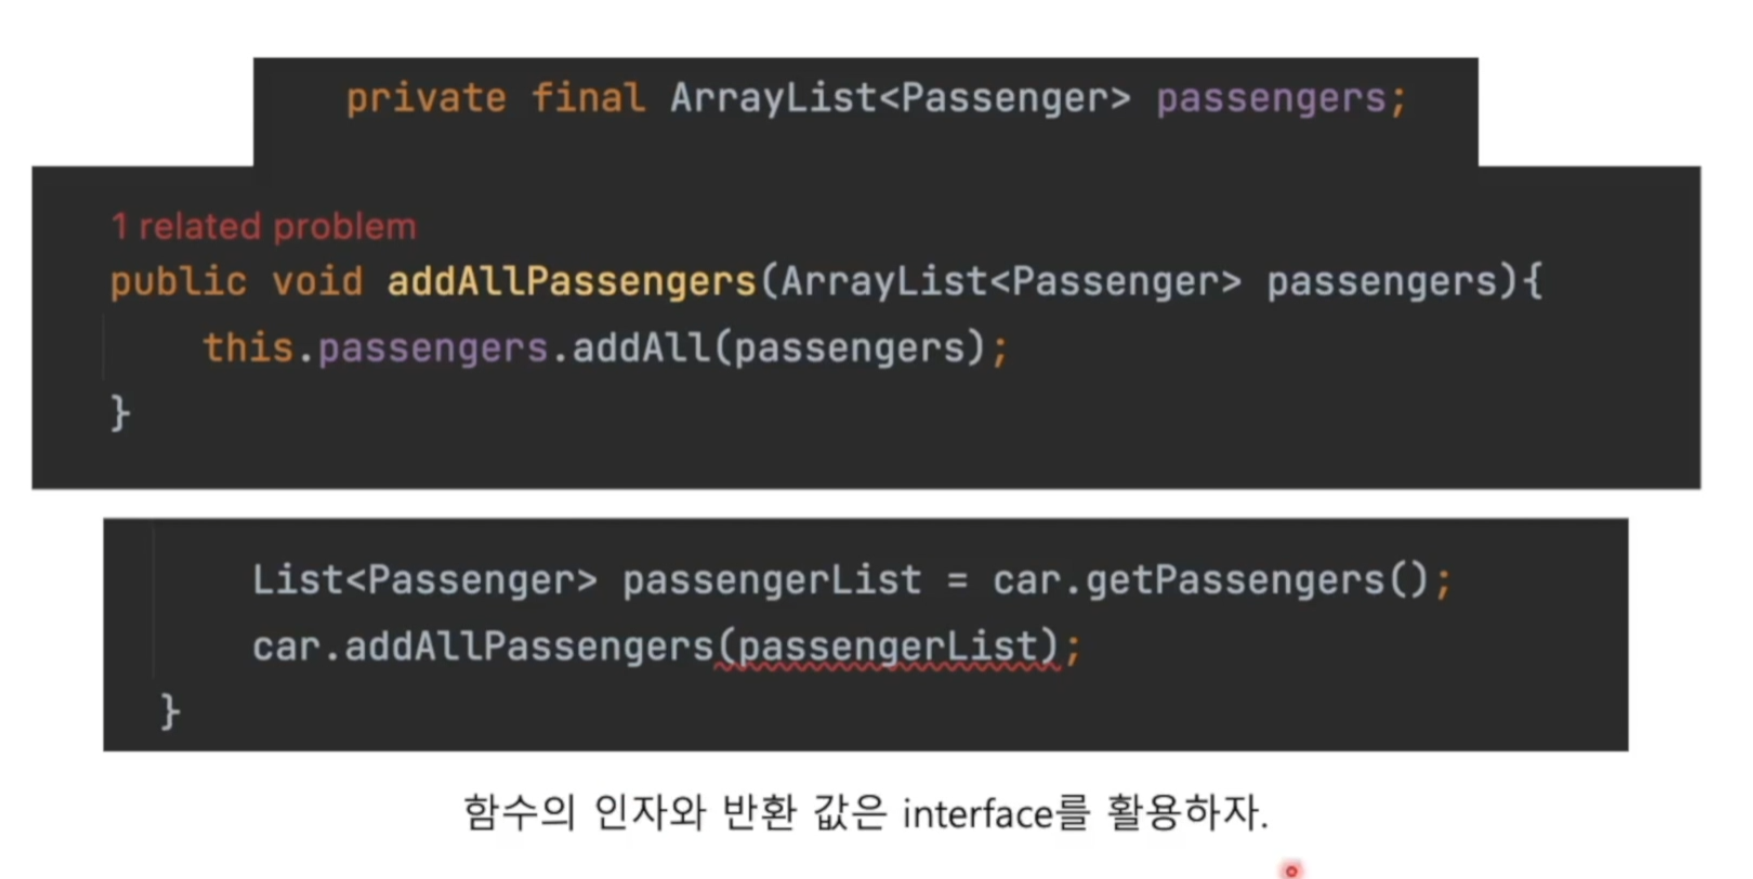 private final ArrayList<Passenger> passengers;
1 related problem
public void addAllPassengers(ArrayList<Passenger> passengers){
this.passengers.addAll(passengers);
}
List<Passenger> passengerList = car.getPassengers();
car.addAllPassengers(passengerList);
}
함수의 인자와 반환 값은 interface를 활용하자.